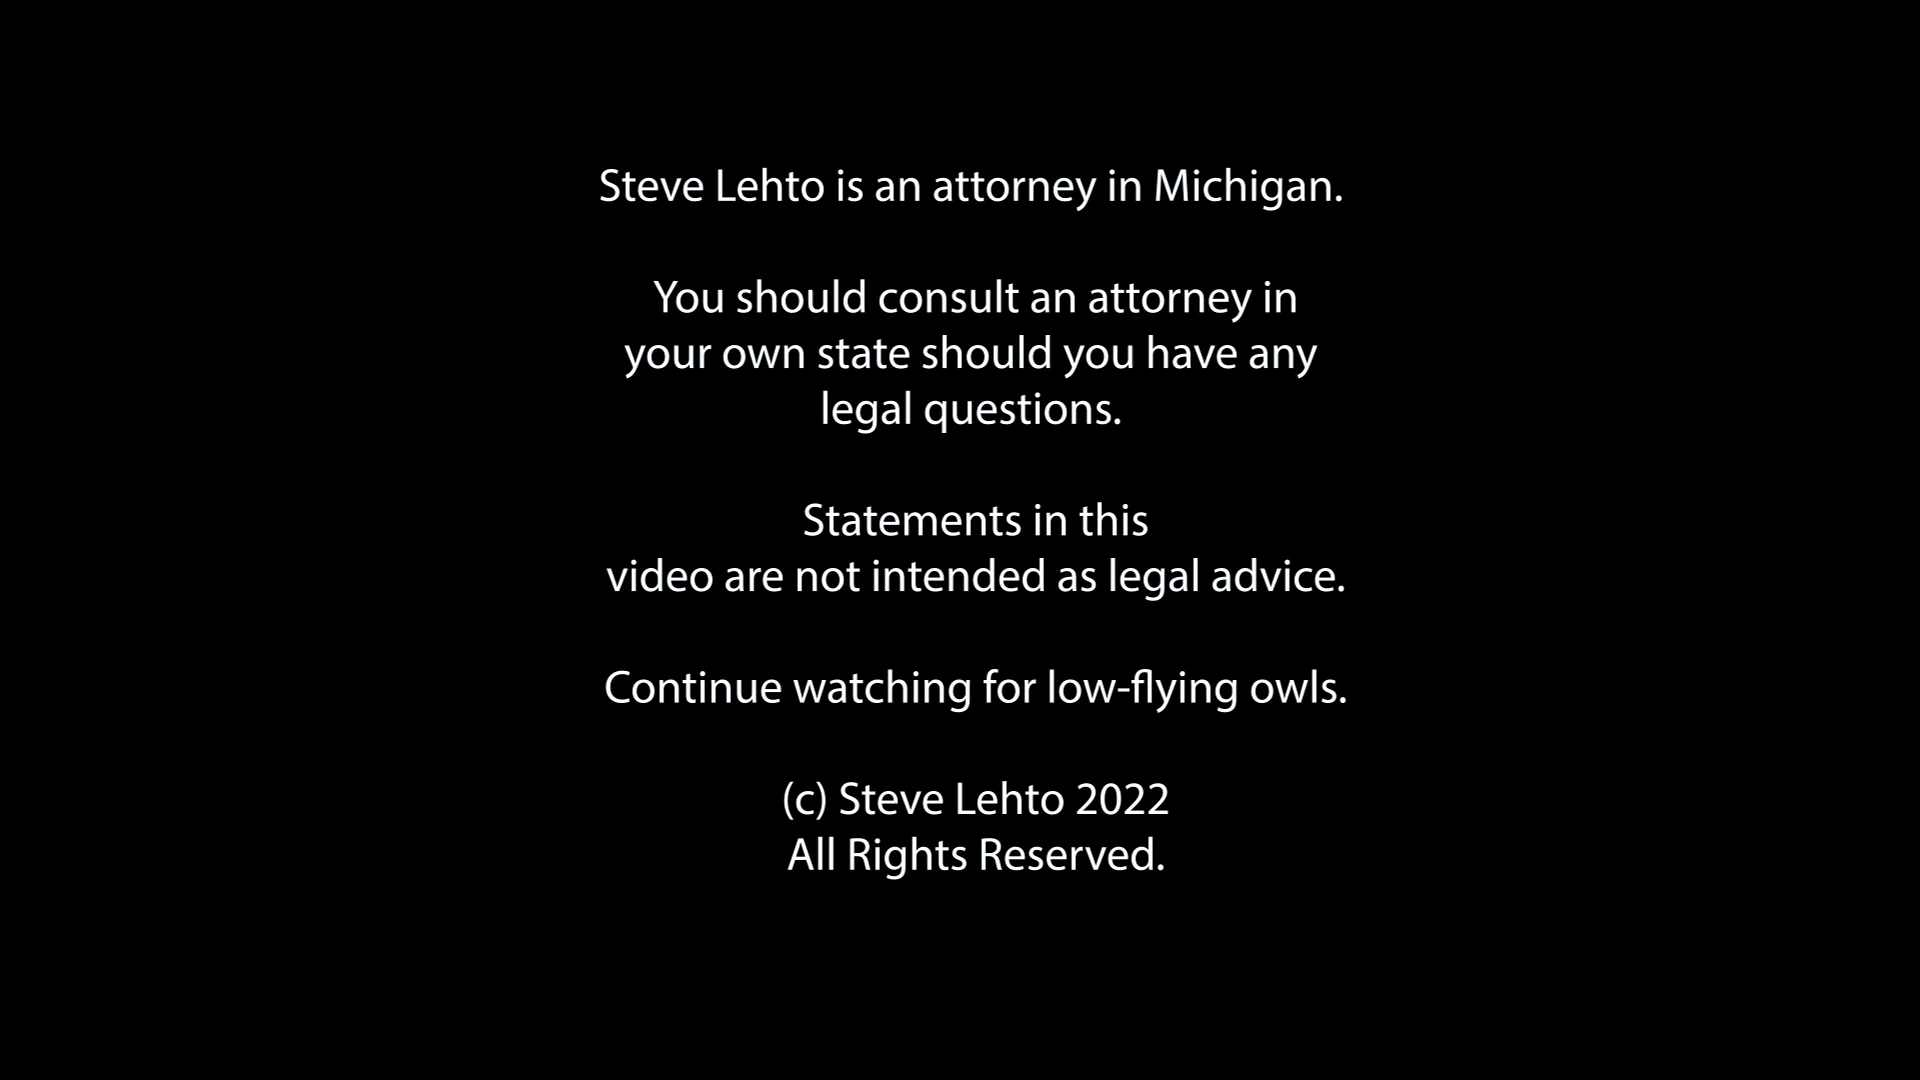 Steve Lehto is an attorney in Michigan.
You should consult an attorney in
your own state should you have any
legal questions.
Statements in this
video are not intended as legal advice.
Continue watching for low-flying owls.
(c) Steve Lehto 2022
All Rights Reserved.